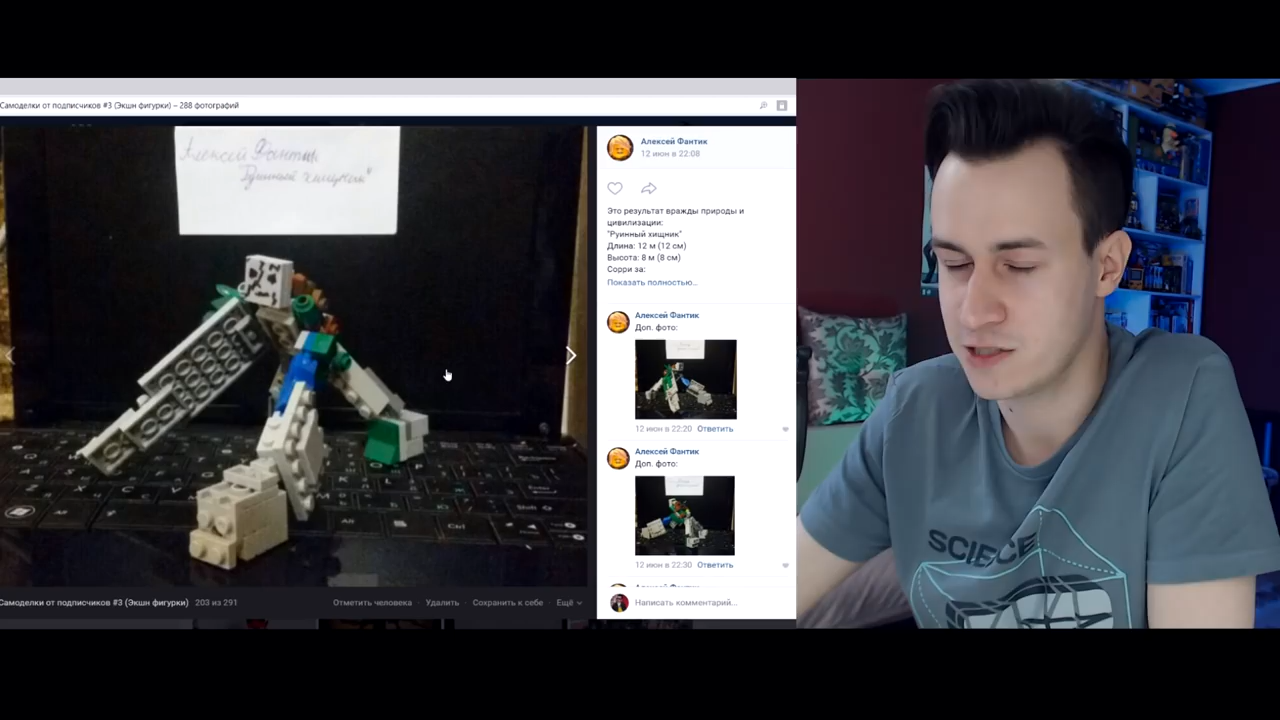 Самоделки от подписчиков #3 (Экшн фигурки) – 288 фотографий
Алексей Фантик
Алексей Фантик
12 июн в 22:08
Это результат вражды природы и
цивилизации:
"Руинный хищник"
Длина: 12 м (12 см)
Высота: 8 м (8 см)
Сорри за:
Показать полностью...
Алексей Фантик
Доп. фото:
12 июн в 22:20 Ответить
Алексей Фантик
Доп. фото:
12 июн в 22:30 Ответить
Написать комментарий...
Самоделки от подписчиков #3 (Экшн фигурки) 203 из 291
Отметить человека · Удалить · Сохранить к себе · Ещё
SCIECE